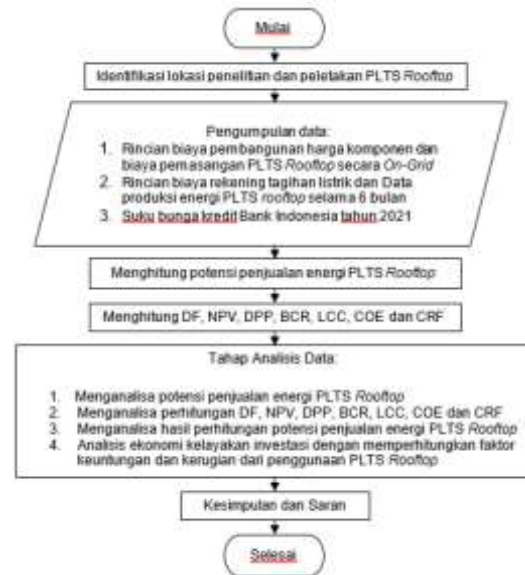 Mulai
Identifikasi lokasi penelitian dan peletakan PLTS Rooftop
Pengumpulan data:
1. Rincian biaya pembangunan harga komponen dan
biaya pemasangan PLTS Rooftop secara On-Grid
2. Rincian biaya rekening tagihan listrik dan Data
produksi energi PLTS rooftop selama 6 bulan
3. Suku bunga kredit Bank Indonesia tahun 2021
Menghitung potensi penjualan energi PLTS Rooftop
Menghitung DF, NPV, DPP, BCR, LCC, COE dan CRF
Tahap Analisis Data:
1. Menganalisa potensi penjualan energi PLTS Rooftop
2. Menganalisa perhitungan DF, NPV, DPP, BCR, LCC, COE dan CRF
3. Menganalisa hasil perhitungan potensi penjualan energi PLTS Rooftop
4. Analisis ekonomi kelayakan investasi dengan memperhitungkan faktor
keuntungan dan kerugian dari penggunaan PLTS Rooftop
Kesimpulan dan Saran
Selesai